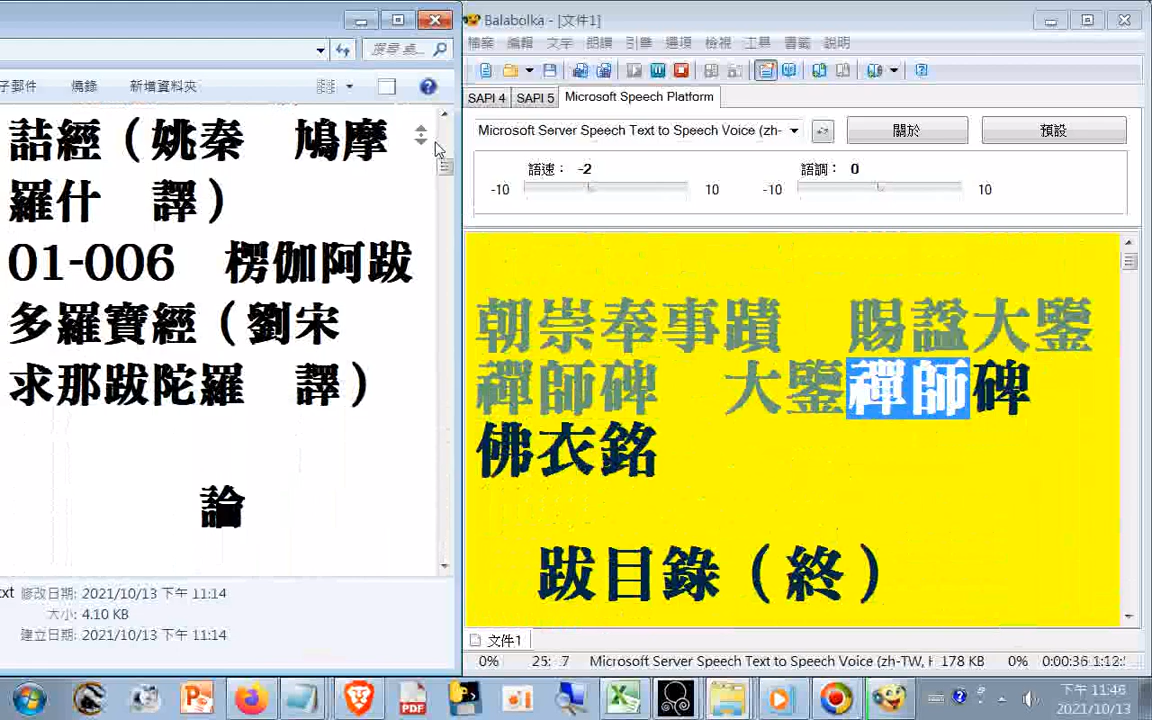 搜尋桌...
子郵件 燒錄 新增資料夾
詰經（姚秦　鳩摩
羅什　譯）
01-006　楞伽阿跋
多羅寶經（劉宋
求那跋陀羅　譯）
論
txt 修改日期: 2021/10/13 下午 11:14
大小: 4.10 KB
建立日期: 2021/10/13 下午 11:14
Balabolka - [文件1]
檔案 編輯 文字 朗讀 引擎 選項 檢視 工具 書籤 說明
SAPI 4 SAPI 5 Microsoft Speech Platform
Microsoft Server Speech Text to Speech Voice (zh- 關於 預設
語速： -2 語調： 0
-10 10 -10 10
朝崇奉事蹟　賜諡大鑒
禪師碑　大鑒禪師碑
佛衣銘
跋目錄（終）
文件1
0% 25: 7 Microsoft Server Speech Text to Speech Voice (zh-TW, H 178 KB 0% 0:00:36 1:12:
下午 11:46
2021/10/13